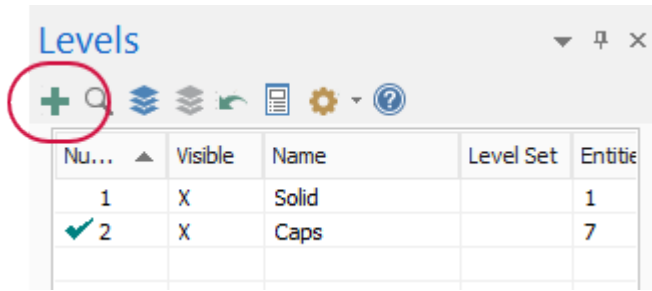 Levels
Nu... Visible Name Level Set Entitie
1 X Solid 1
2 X Caps 7